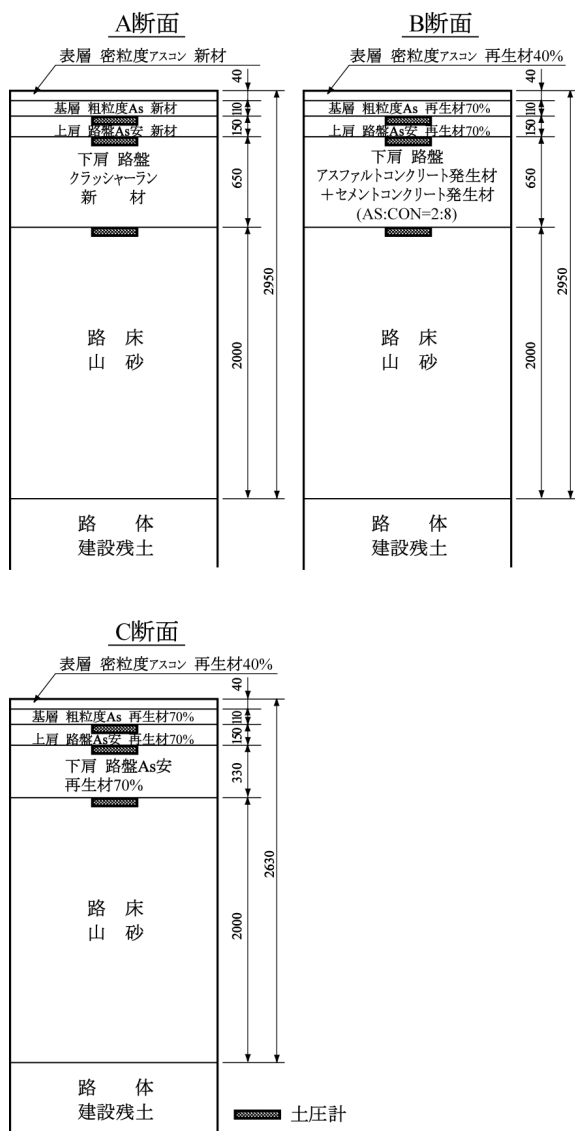 A断面
表層 密粒度アスコン 新材
40
基層 粗粒度As 新材
110
上肩 路盤As安 新材
150
下肩 路盤
クラッシャーラン
新 材
650
路 床
山 砂
2000
2950
路 体
建設残土
B断面
表層 密粒度アスコン 再生材40%
40
基層 粗粒度As 再生材70%
110
上肩 路盤As安 再生材70%
150
下肩 路盤
アスファルトコンクリート発生材
+セメントコンクリート発生材
(AS:CON=2:8)
650
路 床
山 砂
2000
2950
路 体
建設残土
C断面
表層 密粒度アスコン 再生材40%
40
基層 粗粒度As 再生材70%
110
上肩 路盤As安 再生材70%
150
下肩 路盤As安
再生材70%
330
路 床
山 砂
2000
2630
路 体
建設残土
土圧計